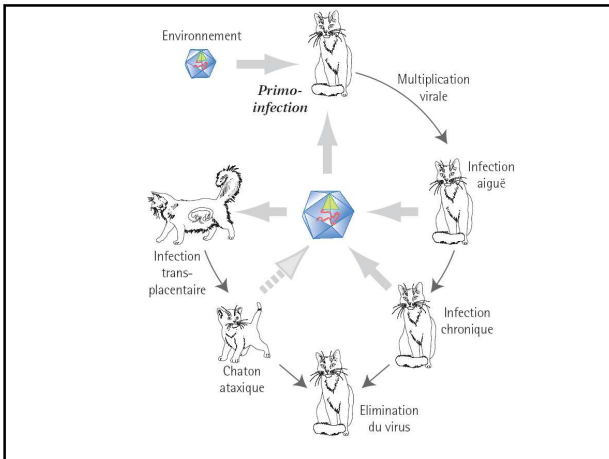 Environnement
Primo-
infection
Multiplication
virale
Infection
aiguë
Infection
trans-
placentaire
Infection
chronique
Chaton
ataxique
Elimination
du virus